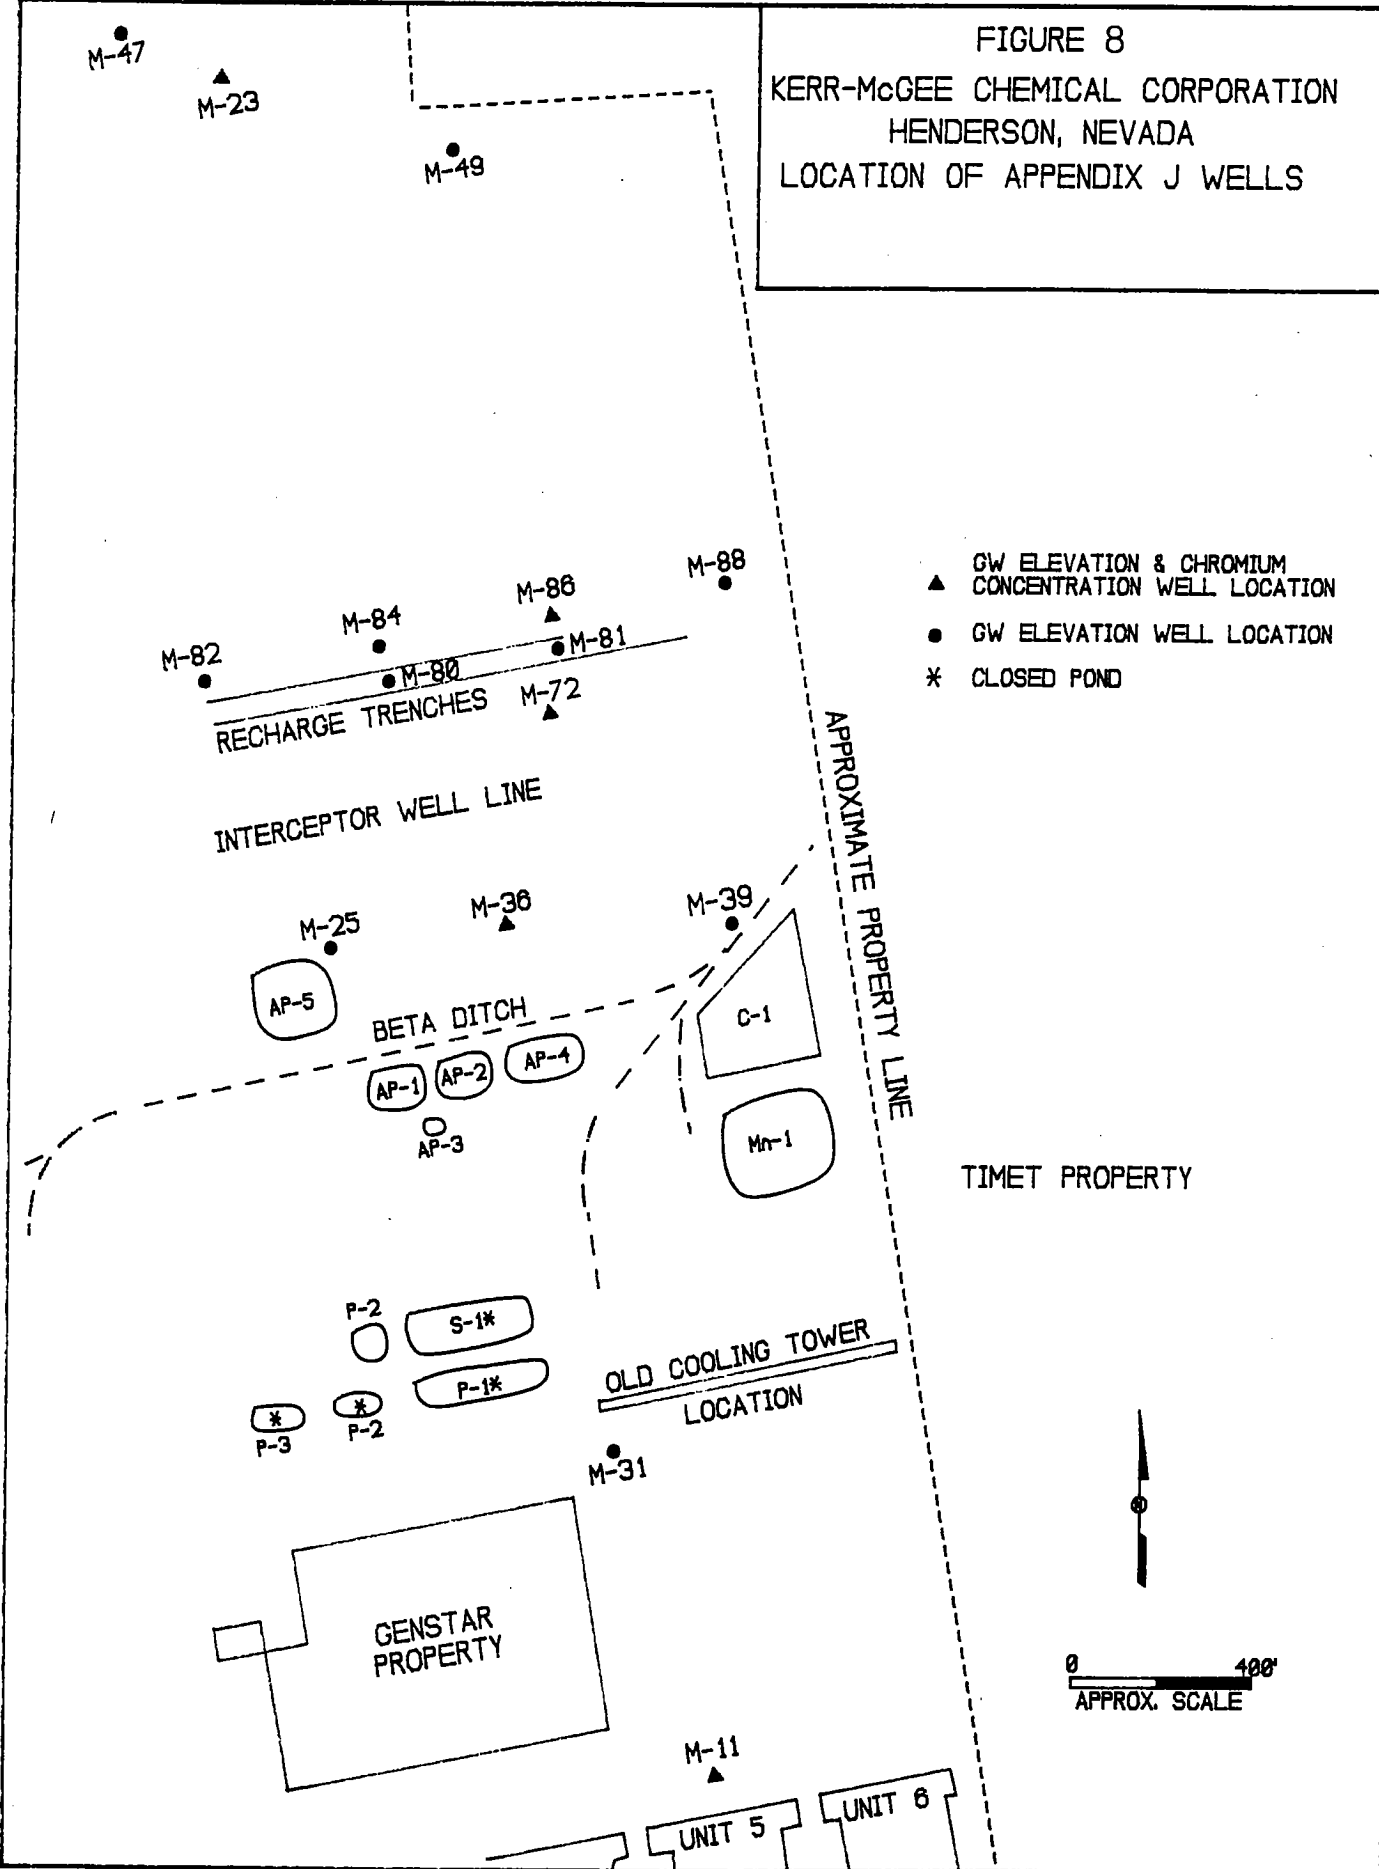 FIGURE 8
KERR-McGEE CHEMICAL CORPORATION
HENDERSON, NEVADA
LOCATION OF APPENDIX J WELLS
M-47
M-23
M-49
M-88
M-86
M-84
M-81
M-82
M-80
M-72
RECHARGE TRENCHES
INTERCEPTOR WELL LINE
▲ GW ELEVATION & CHROMIUM
CONCENTRATION WELL LOCATION
● GW ELEVATION WELL LOCATION
* CLOSED POND
APPROXIMATE PROPERTY LINE
M-36
M-39
M-25
AP-5
BETA DITCH
C-1
AP-1
AP-2
AP-4
AP-3
Mn-1
TIMET PROPERTY
P-2
S-1*
P-1*
*
P-3
*
P-2
OLD COOLING TOWER
LOCATION
M-31
GENSTAR
PROPERTY
0 400'
APPROX. SCALE
M-11
UNIT 5
UNIT 6